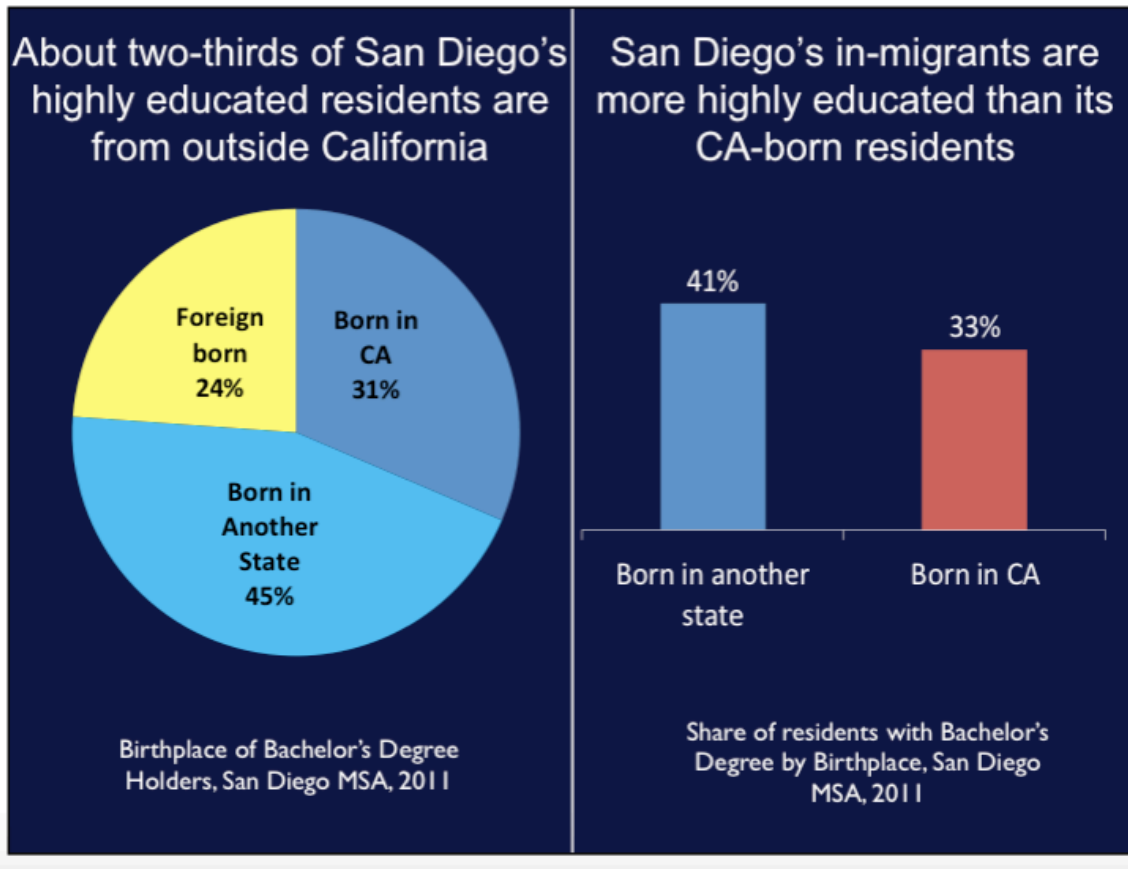 About two-thirds of San Diego's
highly educated residents are
from outside California
Foreign
born
24%
Born in
CA
31%
Born in
Another
State
45%
Birthplace of Bachelor's Degree
Holders, San Diego MSA, 2011
San Diego's in-migrants are
more highly educated than its
CA-born residents
41%
33%
Born in another
state
Born in CA
Share of residents with Bachelor's
Degree by Birthplace, San Diego
MSA, 2011